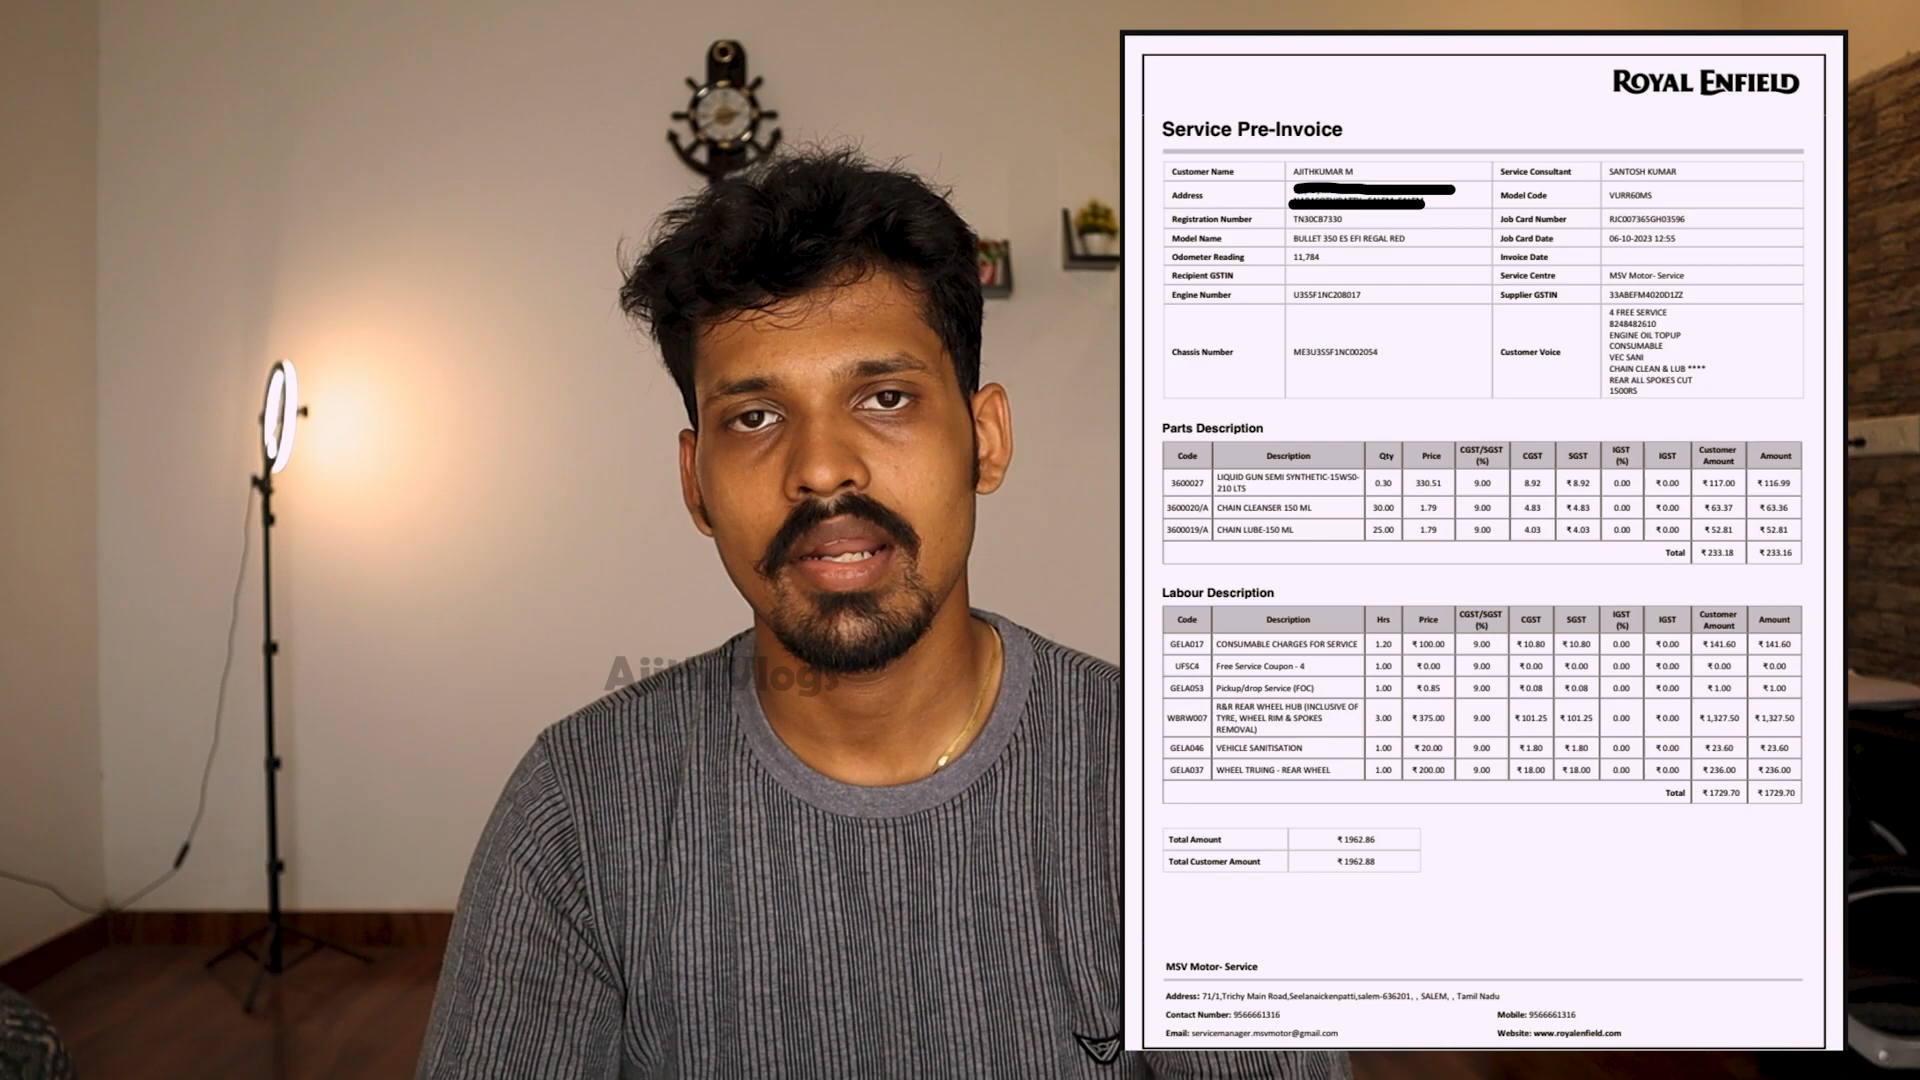 ROYAL ENFIELD
Service Pre-Invoice
Customer Name AJITHKUMAR M Service Consultant SANTOSH KUMAR
Address Model Code VURR60MS
Registration Number TN30CB7330 Job Card Number RJC007365GH03596
Model Name BULLET 350 ES EFI REGAL RED Job Card Date 06-10-2023 12:55
Odometer Reading 11,784 Invoice Date
Recipient GSTIN Service Centre MSV Motor- Service
Engine Number U3S5F1NC208017 Supplier GSTIN 33ABEFM4020D1ZZ
Chassis Number ME3U3S5F1NC002054 Customer Voice
4 FREE SERVICE
8248482610
ENGINE OIL TOPUP
CONSUMABLE
VEC SANI
CHAIN CLEAN & LUB ****
REAR ALL SPOKES CUT
1500RS
Parts Description
Code Description Qty Price CGST/SGST (%) CGST SGST IGST (%) IGST Customer Amount Amount
3600027 LIQUID GUN SEMI SYNTHETIC-15W50-210 LTS 0.30 330.51 9.00 8.92 ₹ 8.92 0.00 ₹ 0.00 ₹ 117.00 ₹ 116.99
3600020/A CHAIN CLEANSER 150 ML 30.00 1.79 9.00 4.83 ₹ 4.83 0.00 ₹ 0.00 ₹ 63.37 ₹ 63.36
3600019/A CHAIN LUBE-150 ML 25.00 1.79 9.00 4.03 ₹ 4.03 0.00 ₹ 0.00 ₹ 52.81 ₹ 52.81
Total ₹ 233.18 ₹ 233.16
Labour Description
Code Description Hrs Price CGST/SGST (%) CGST SGST IGST (%) IGST Customer Amount Amount
GELA017 CONSUMABLE CHARGES FOR SERVICE 1.20 ₹ 100.00 9.00 ₹ 10.80 ₹ 10.80 0.00 ₹ 0.00 ₹ 141.60 ₹ 141.60
UFSC4 Free Service Coupon - 4 1.00 ₹ 0.00 9.00 ₹ 0.00 ₹ 0.00 0.00 ₹ 0.00 ₹ 0.00 ₹ 0.00
GELA053 Pickup/drop Service (FOC) 1.00 ₹ 0.85 9.00 ₹ 0.08 ₹ 0.08 0.00 ₹ 0.00 ₹ 1.00 ₹ 1.00
WBRW007 R&R REAR WHEEL HUB (INCLUSIVE OF TYRE, WHEEL RIM & SPOKES REMOVAL) 3.00 ₹ 375.00 9.00 ₹ 101.25 ₹ 101.25 0.00 ₹ 0.00 ₹ 1,327.50 ₹ 1,327.50
GELA046 VEHICLE SANITISATION 1.00 ₹ 20.00 9.00 ₹ 1.80 ₹ 1.80 0.00 ₹ 0.00 ₹ 23.60 ₹ 23.60
GELA037 WHEEL TRUING - REAR WHEEL 1.00 ₹ 200.00 9.00 ₹ 18.00 ₹ 18.00 0.00 ₹ 0.00 ₹ 236.00 ₹ 236.00
Total ₹ 1729.70 ₹ 1729.70
Total Amount ₹ 1962.86
Total Customer Amount ₹ 1962.88
MSV Motor- Service
Address: 71/1,Trichy Main Road,Seelanaickenpatti,salem-636201, , SALEM, , Tamil Nadu
Contact Number: 9566661316 Mobile: 9566661316
Email: servicemanager.msvmotor@gmail.com Website: www.royalenfield.com
Ajith Vlogs